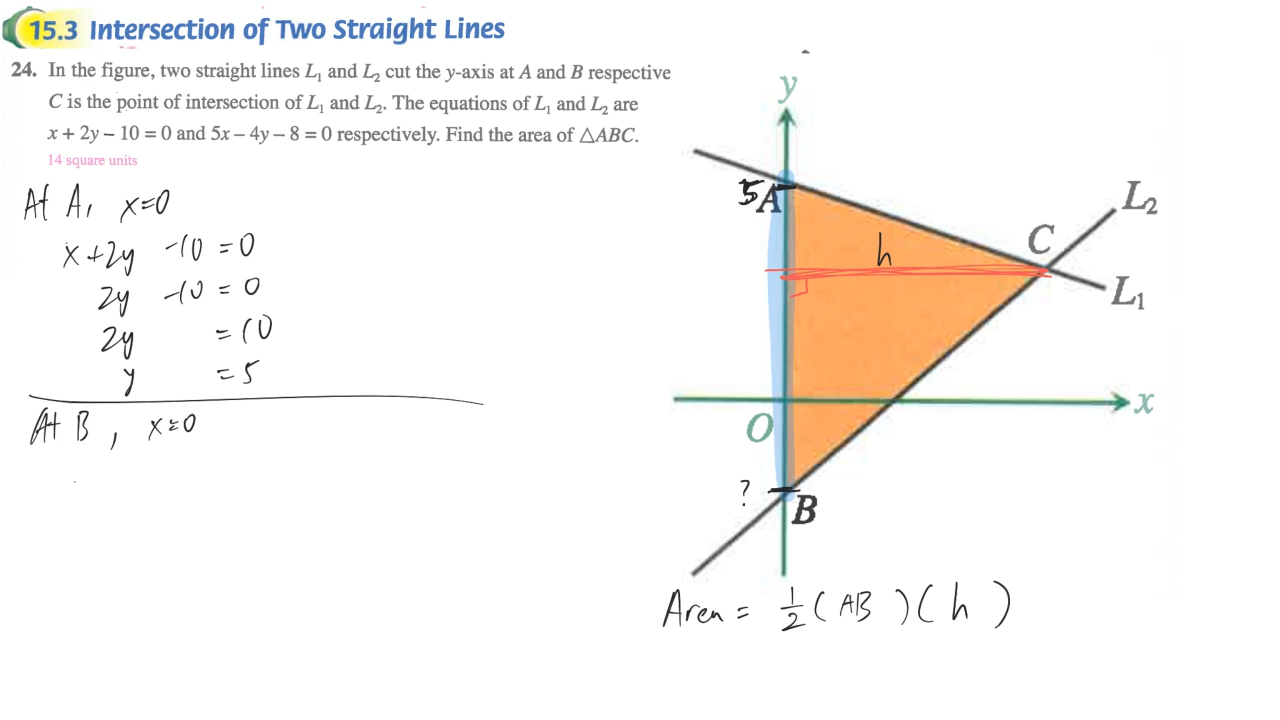 15.3 Intersection of Two Straight Lines
24. In the figure, two straight lines L₁ and L₂ cut the y-axis at A and B respective
C is the point of intersection of L₁ and L₂. The equations of L₁ and L₂ are
x + 2y – 10 = 0 and 5x – 4y – 8 = 0 respectively. Find the area of △ABC.
14 square units
At A, x=0
x+2y -10 = 0
2y -10 = 0
2y = 10
y = 5
At B, x=0
y
5A
L₂
C
h
L₁
x
O
?
B
Area = ½(AB)(h)